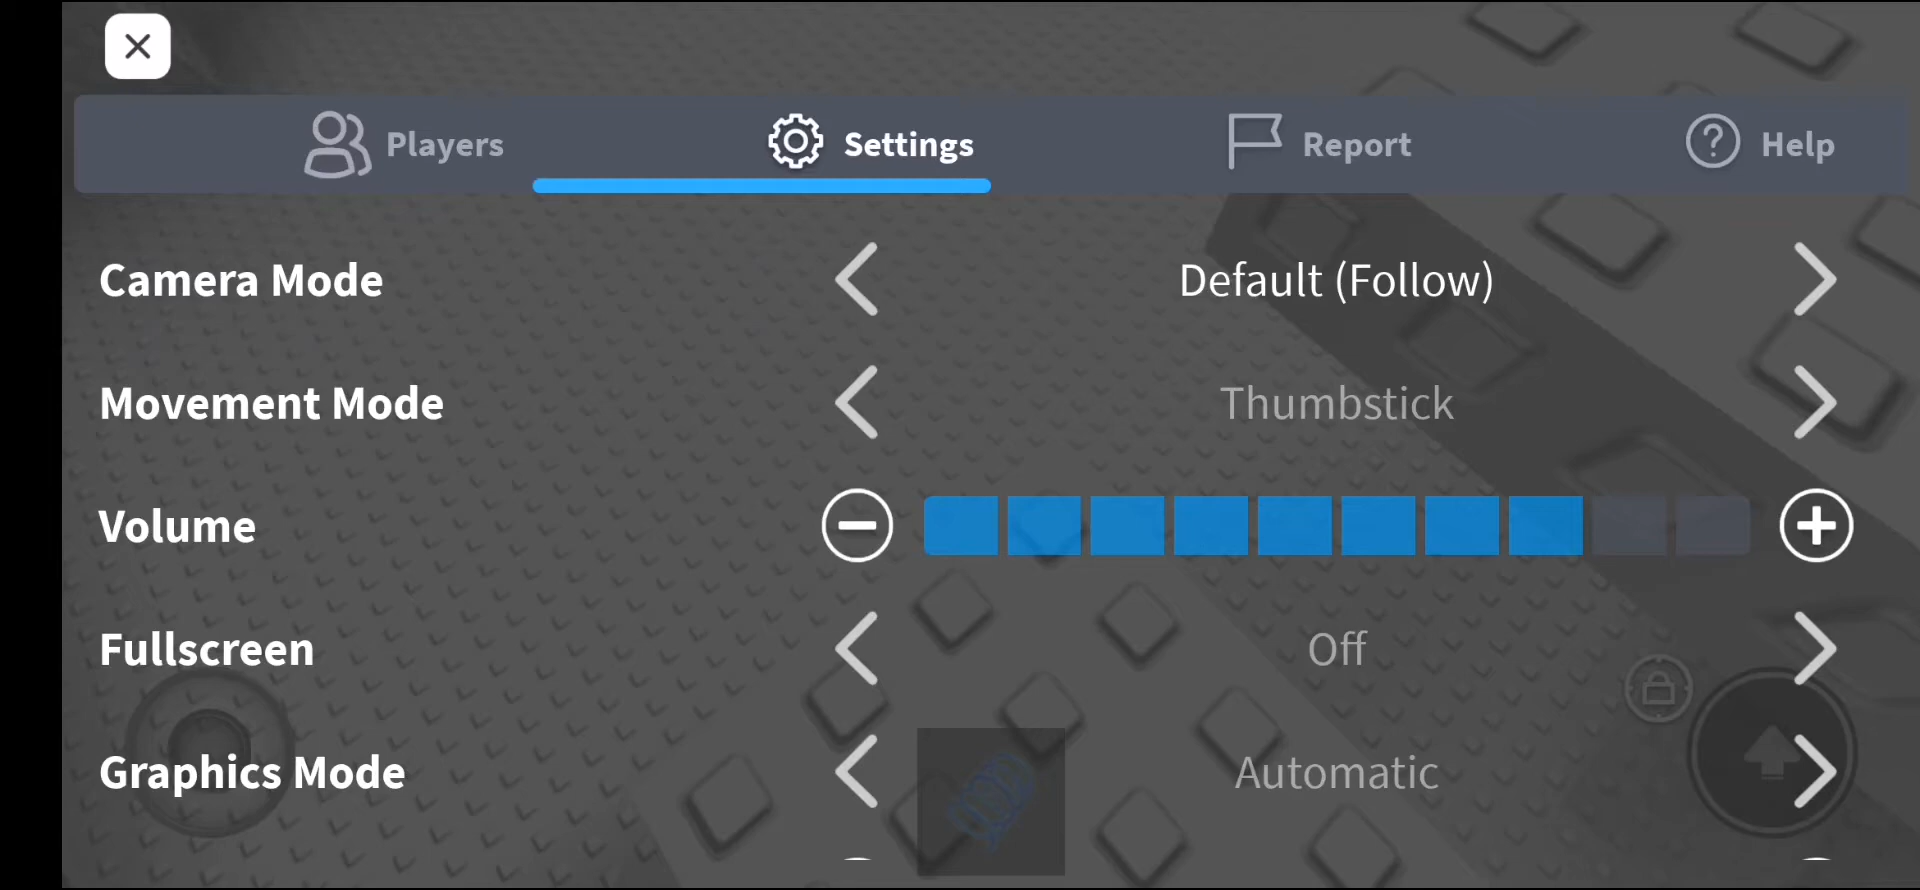 Players
Settings
Report
Help
Camera Mode
Default (Follow)
Movement Mode
Thumbstick
Volume
Fullscreen
Off
Graphics Mode
Automatic